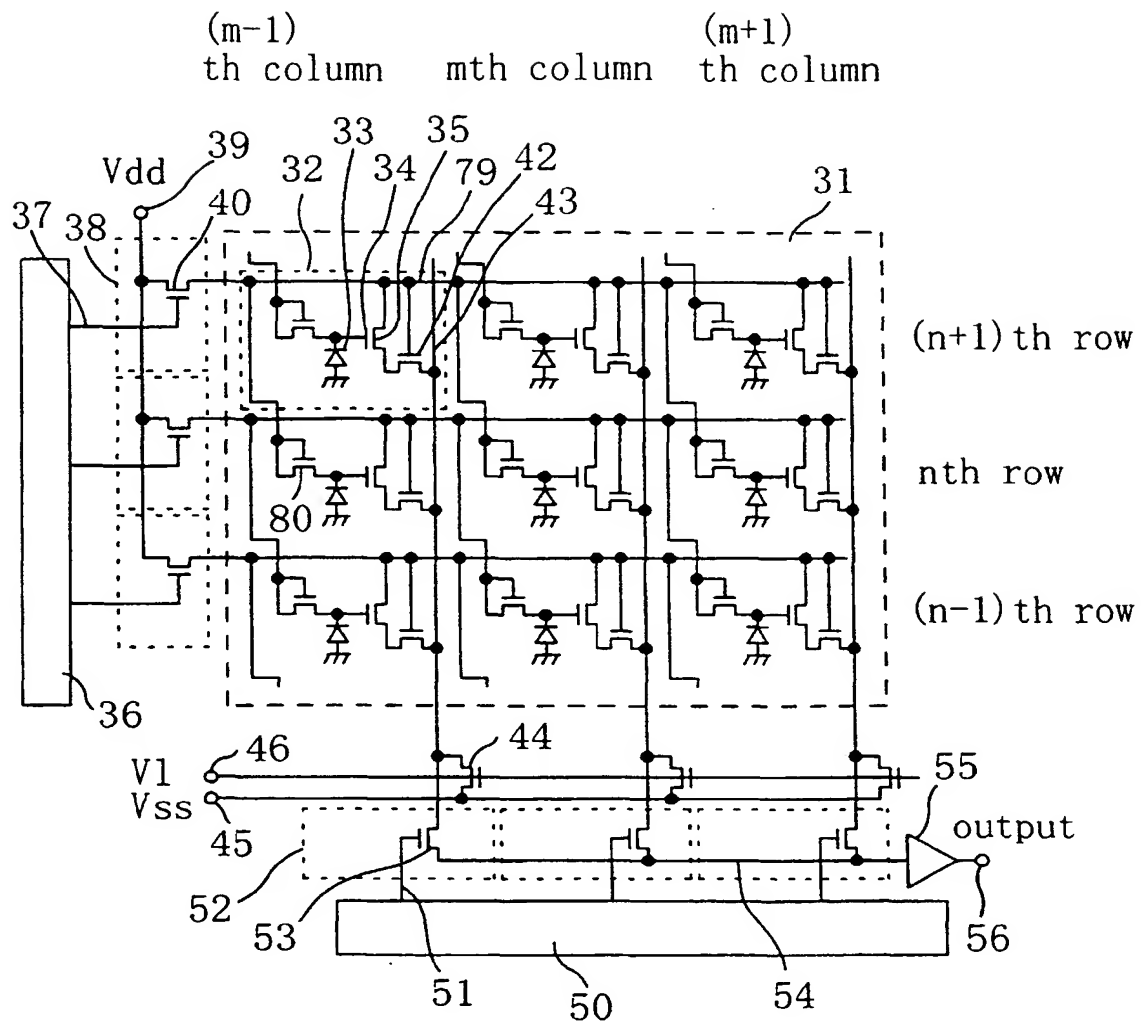 (m-1)
th column
mth column
(m+1)
th column
33
35
39
34
42
Vdd
32
79
31
40
43
37
38
(n+1)th row
nth row
80
(n-1)th row
36
46
44
V1
55
Vss
output
45
52
53
56
51
50
54